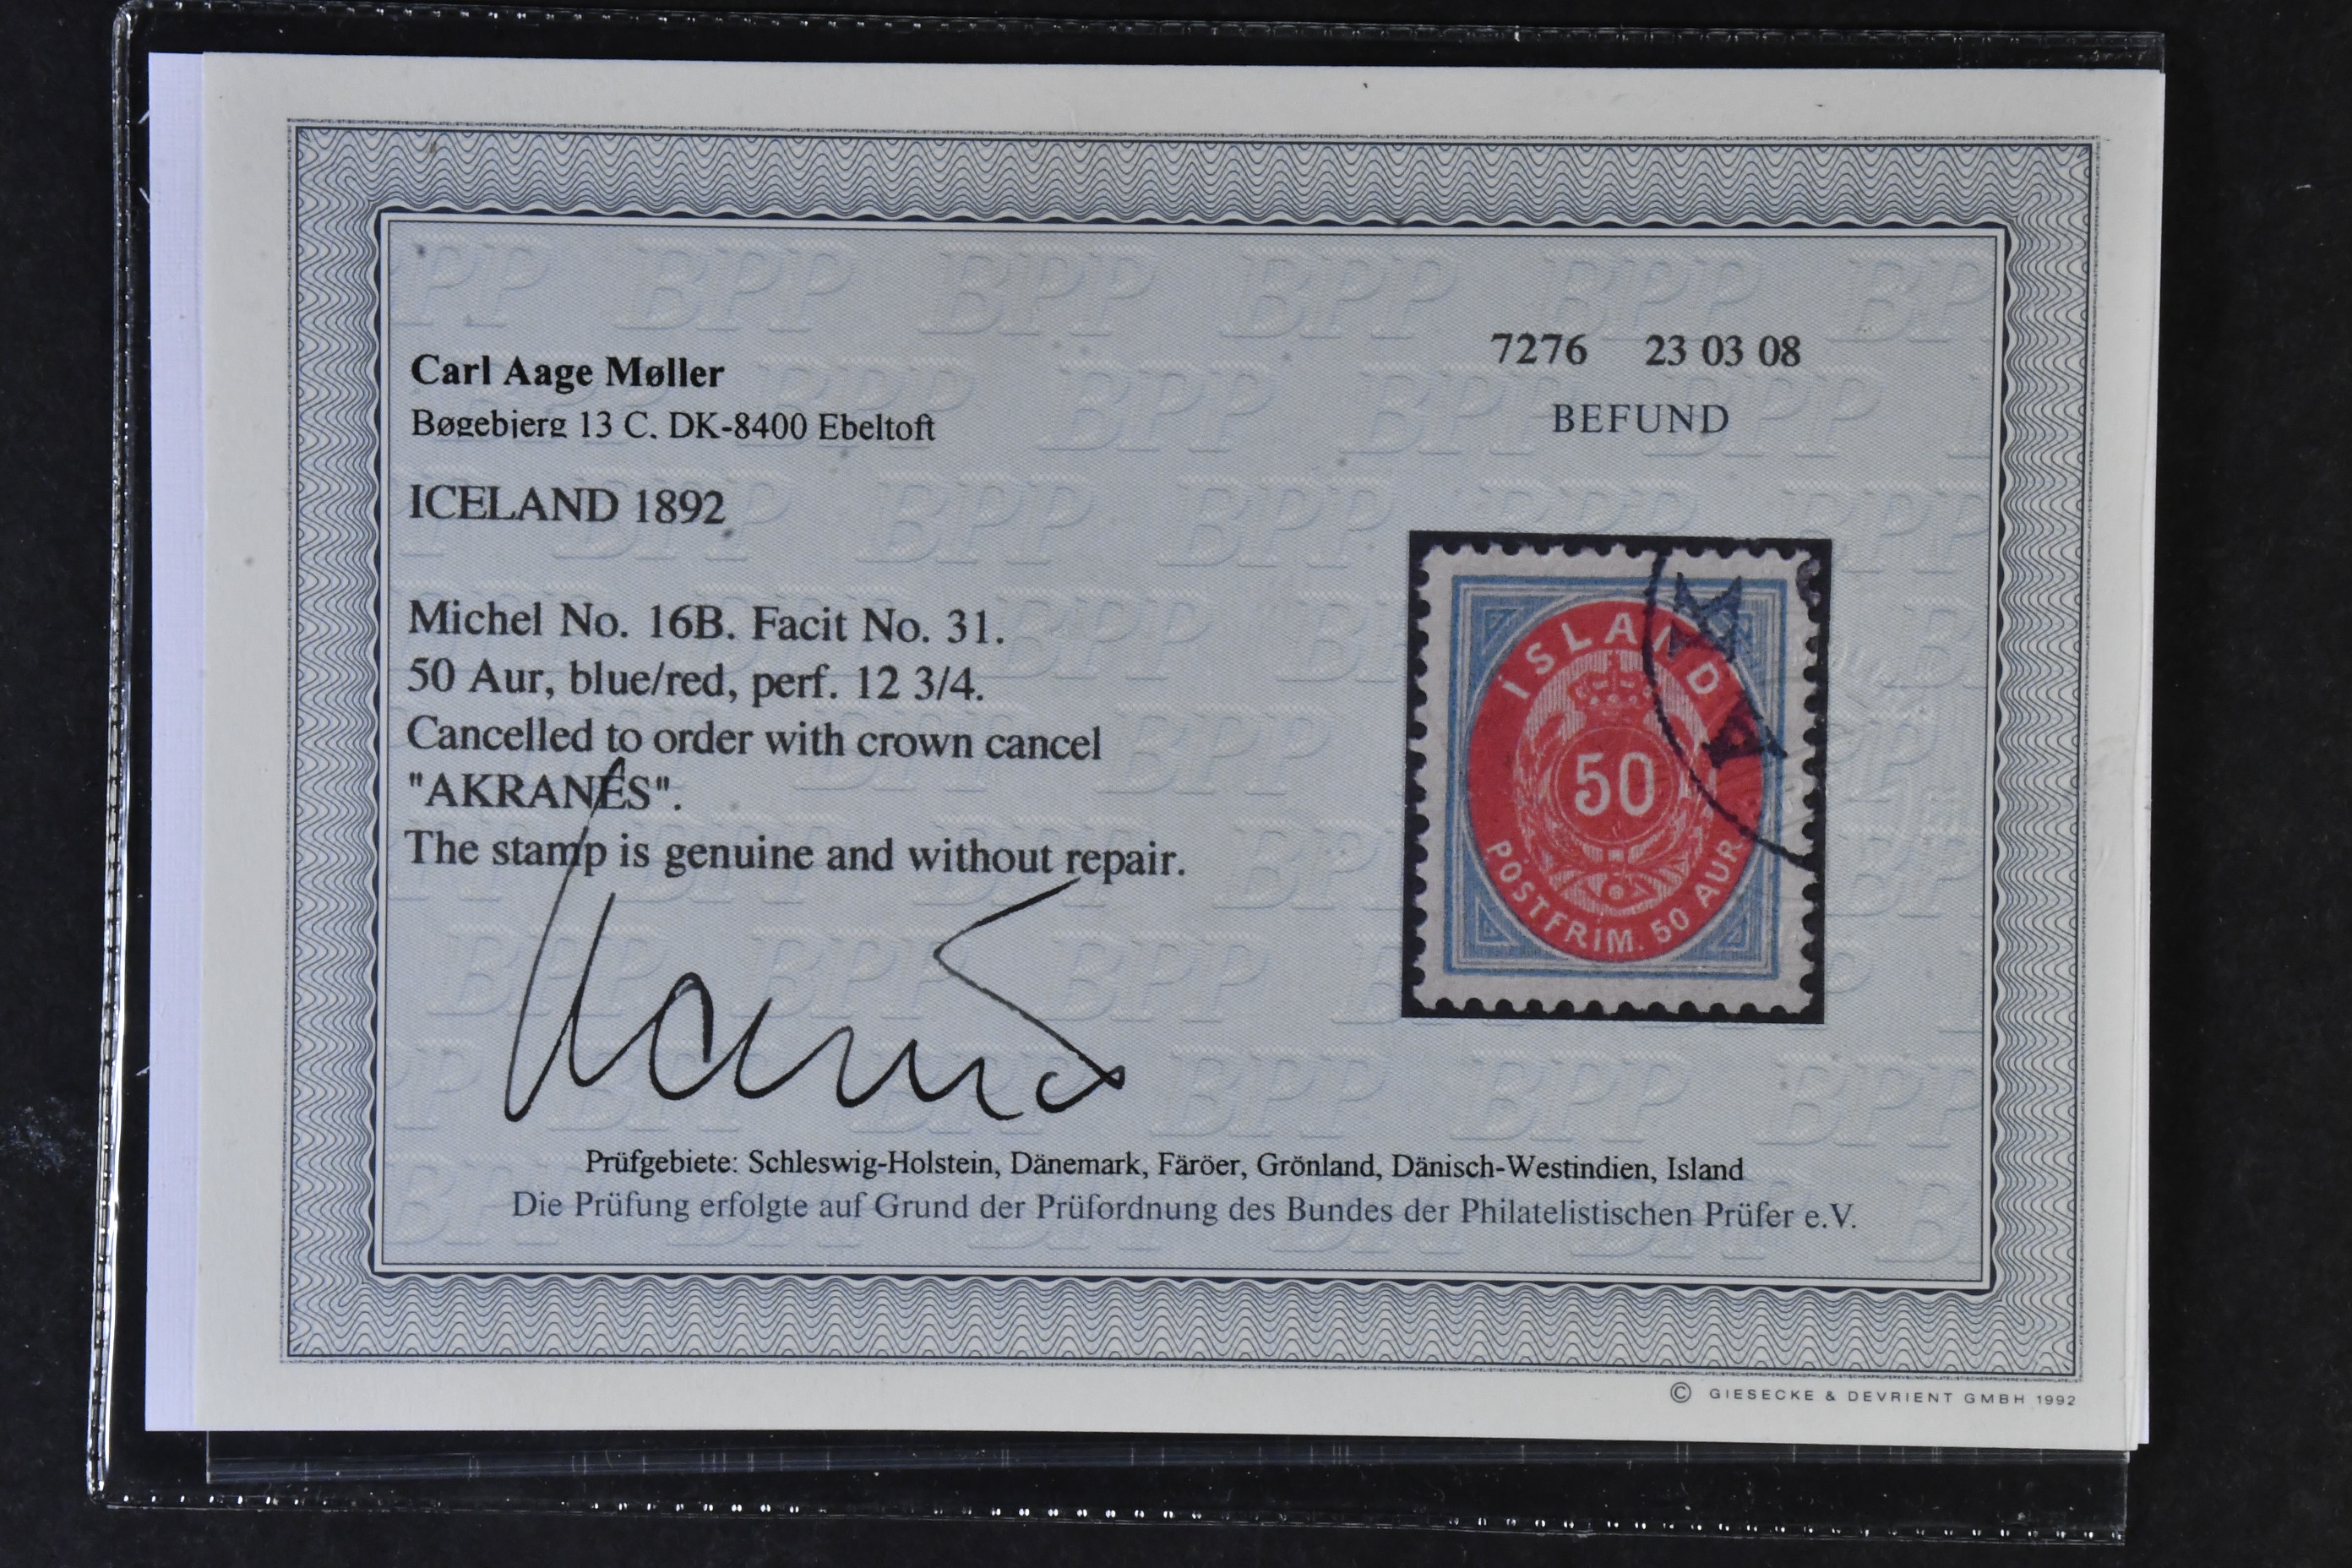 Carl Aage Møller
Bøgebjerg 13 C. DK-8400 Ebeltoft
7276 23 03 08
BEFUND
ICELAND 1892
Michel No. 16B. Facit No. 31.
50 Aur, blue/red, perf. 12 3/4.
Cancelled to order with crown cancel
"AKRANES".
The stamp is genuine and without repair.
ÍSLAND
50
PÓSTFRÍM. 50 AUR
A
Prüfgebiete: Schleswig-Holstein, Dänemark, Färöer, Grönland, Dänisch-Westindien, Island
Die Prüfung erfolgte auf Grund der Prüfordnung des Bundes der Philatelistischen Prüfer e.V.
© GIESECKE & DEVRIENT GMBH 1992
BPP